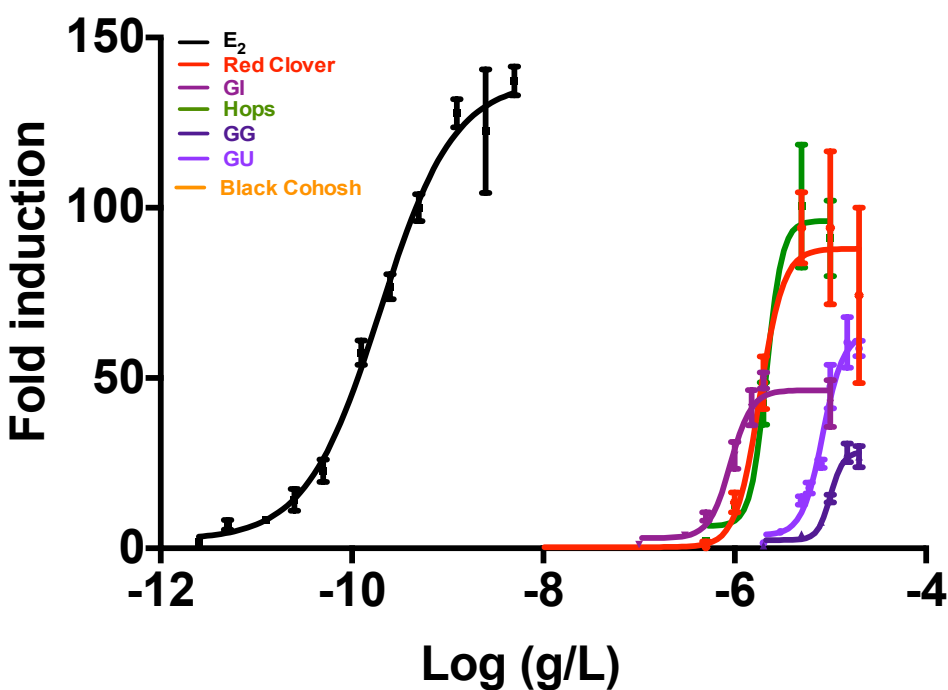 150
100
50
0
E2
Red Clover
GI
Hops
GG
GU
Black Cohosh
Fold induction
-12 -10 -8 -6 -4
Log (g/L)